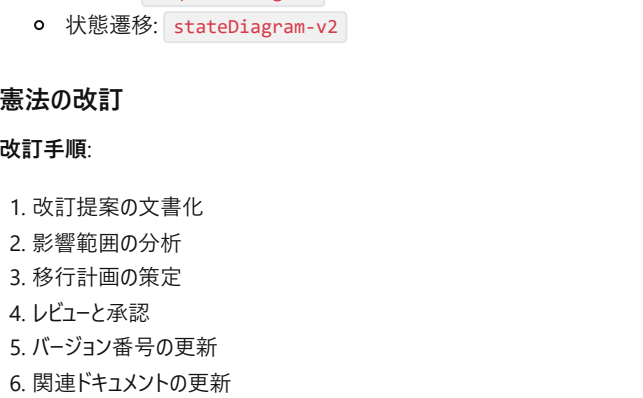 状態遷移: stateDiagram-v2
憲法の改訂
改訂手順:
1. 改訂提案の文書化
2. 影響範囲の分析
3. 移行計画の策定
4. レビューと承認
5. バージョン番号の更新
6. 関連ドキュメントの更新